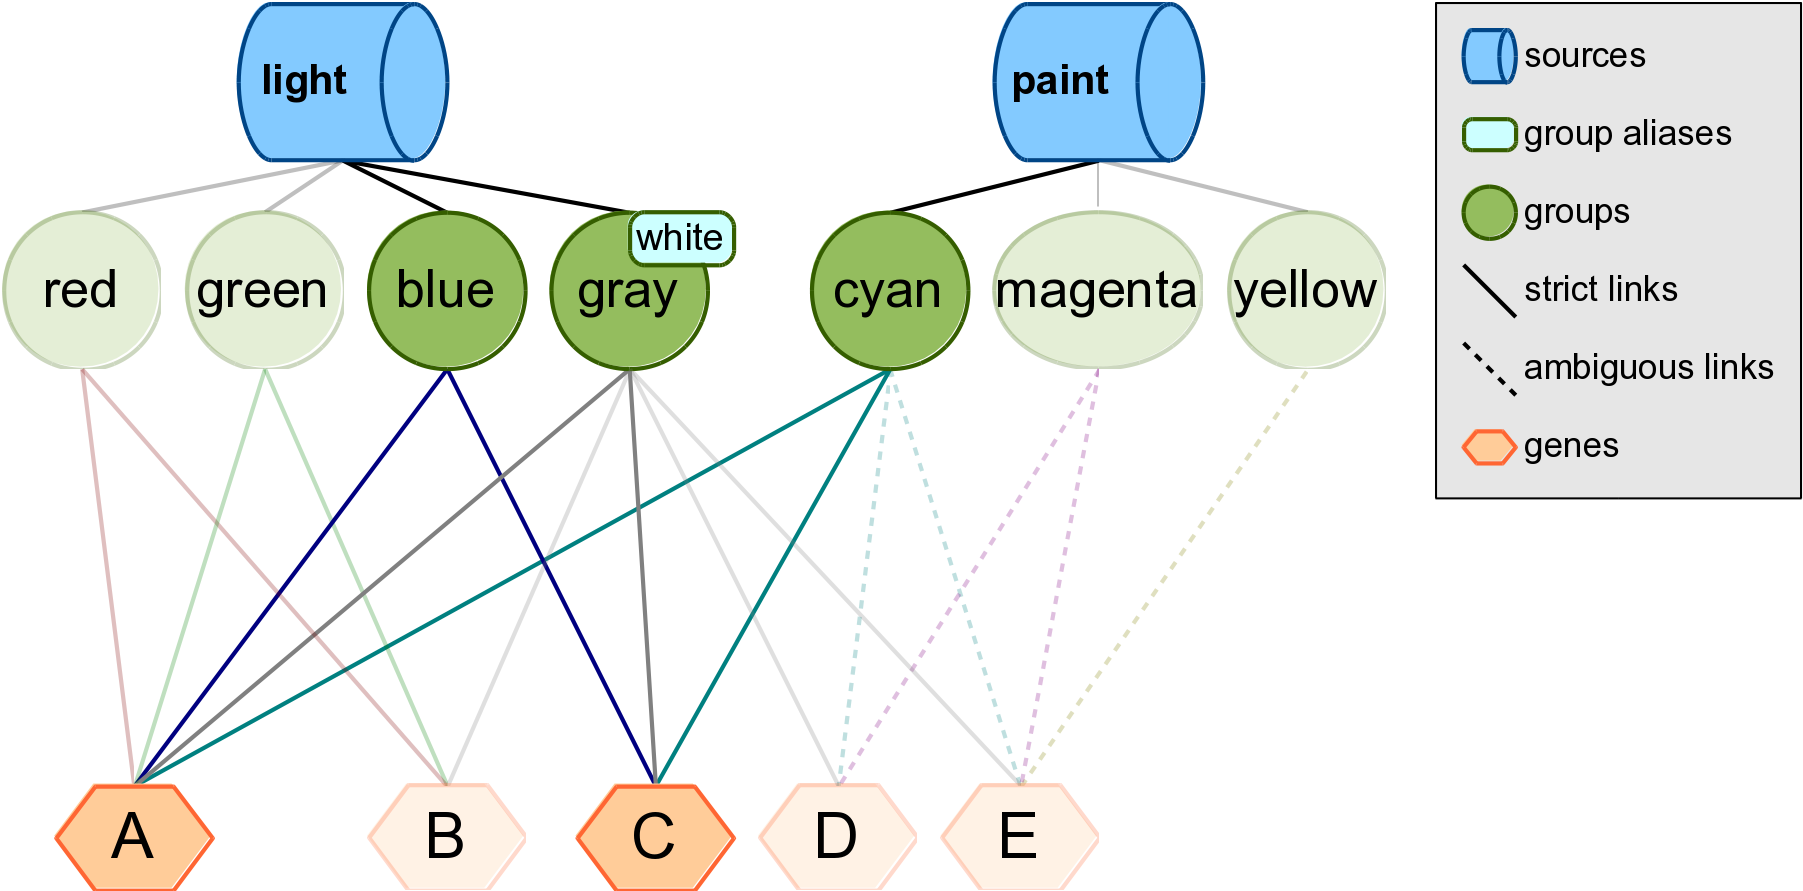 light
paint
sources
group aliases
groups
strict links
ambiguous links
genes
white
red
green
blue
gray
cyan
magenta
yellow
A
B
C
D
E